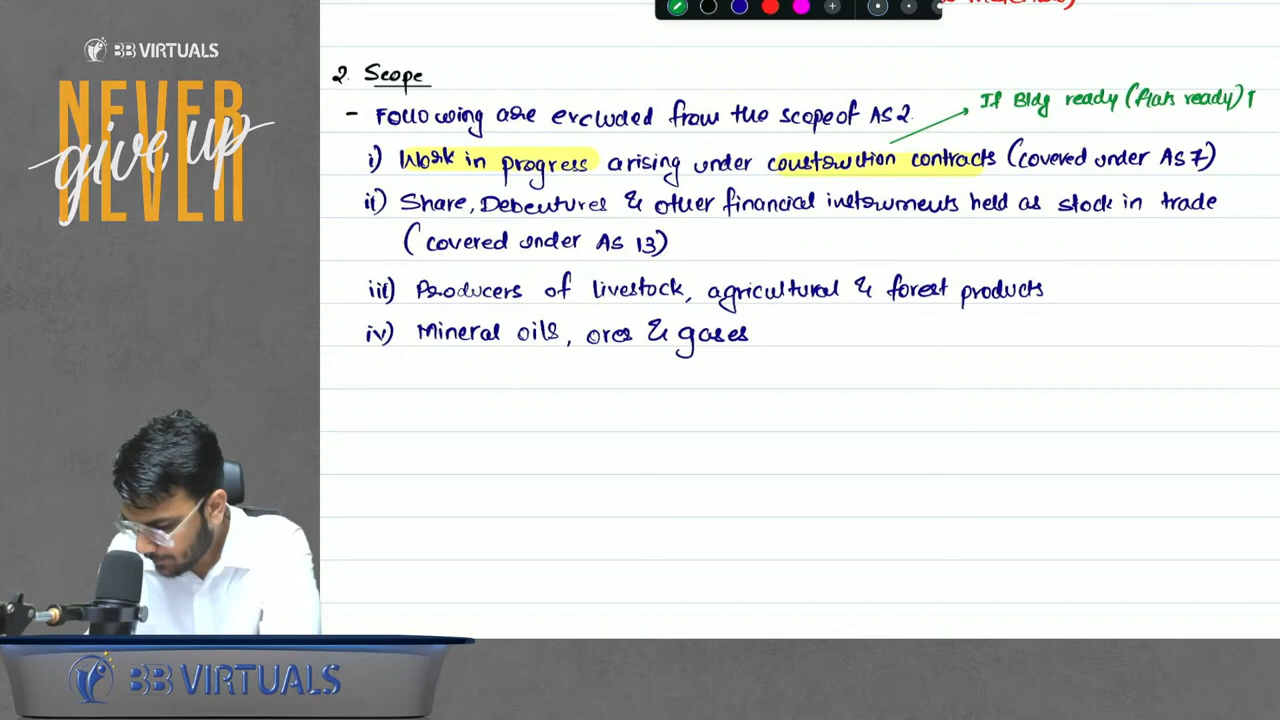 BB VIRTUALS
NEVER
give up
NEVER
2. Scope
- Following are excluded from the scope of AS 2.
If Bldg ready (flats ready)
i) Work in progress arising under construction contracts (covered under AS 7)
ii) Share, Debentures & other financial instruments held as stock in trade
(covered under AS 13)
iii) Producers of livestock, agricultural & forest products
iv) Mineral oils, ores & gases
BB VIRTUALS